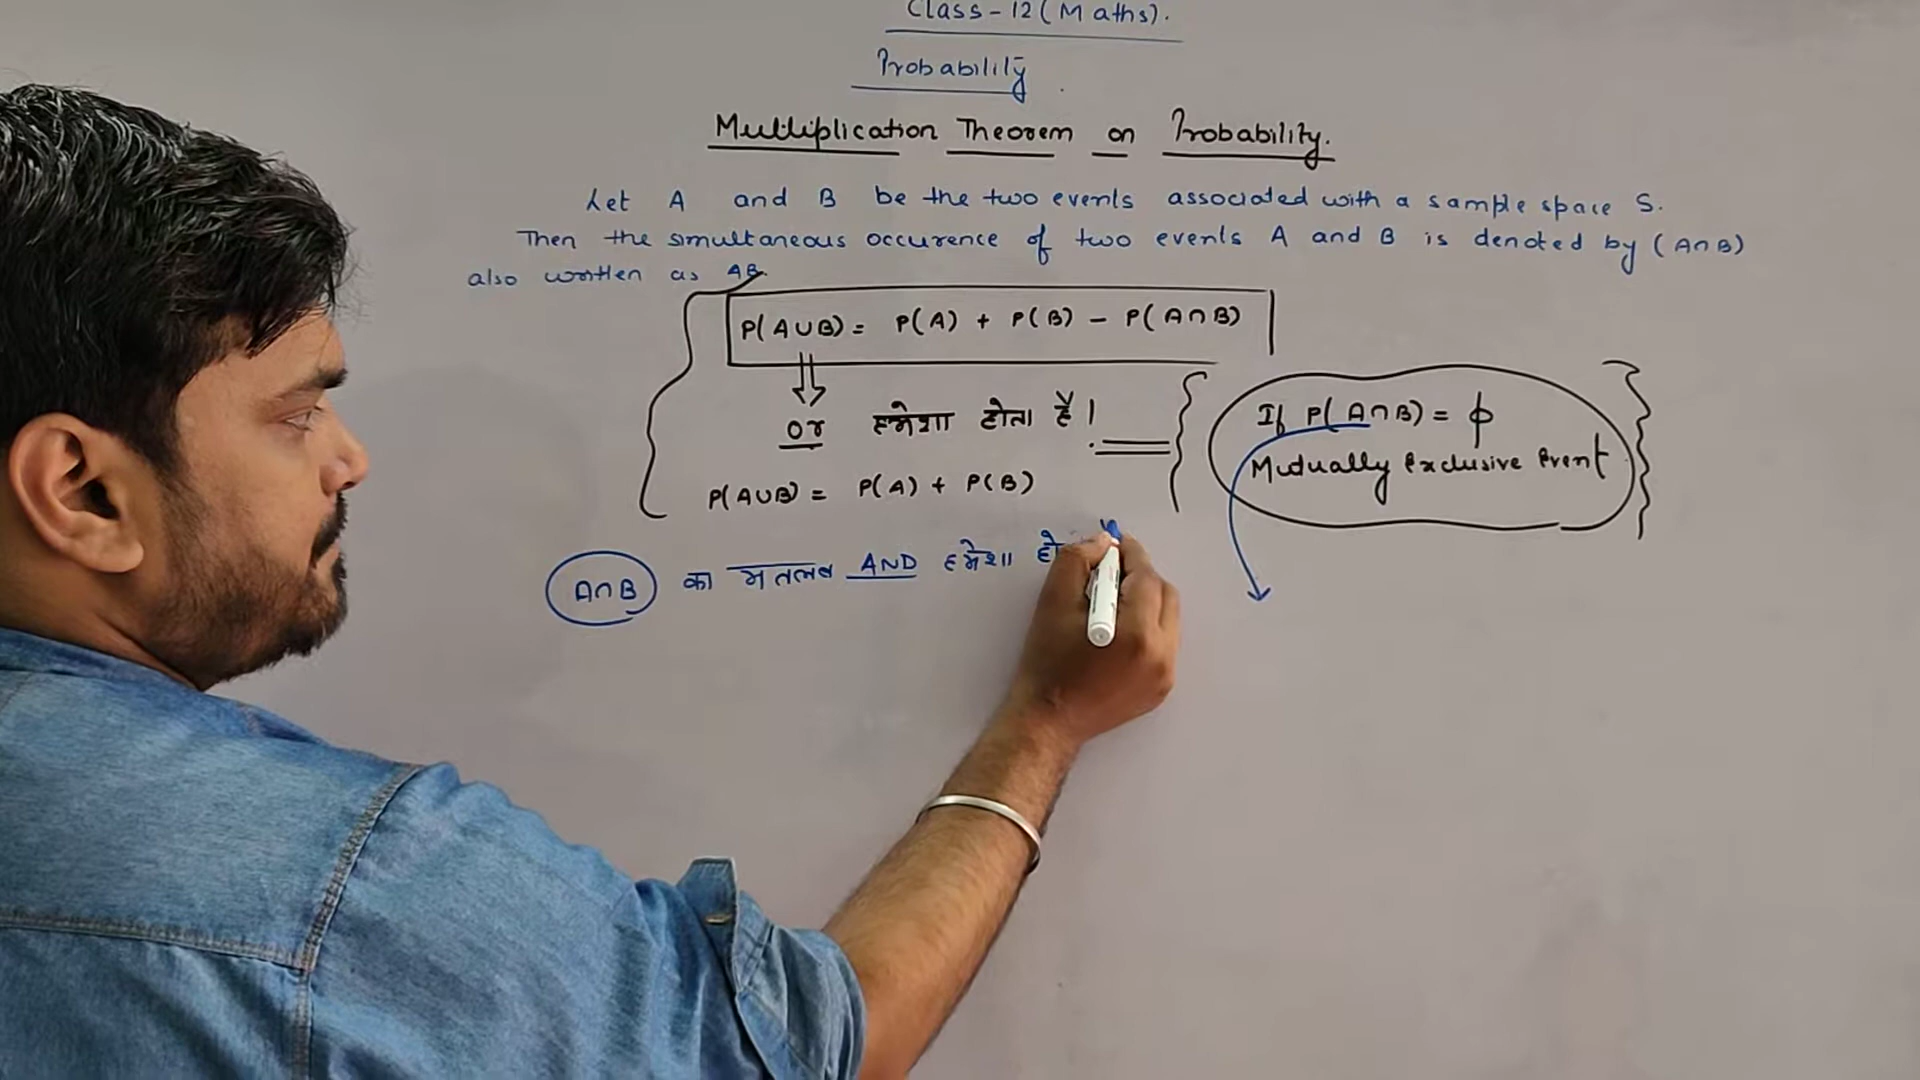 Class-12 (Maths).
Probability
Multiplication Theorem on Probability.
Let A and B be the two events associated with a sample space S.
Then the simultaneous occurence of two events A and B is denoted by (A∩B)
also written as AB.
P(A∪B) = P(A) + P(B) - P(A∩B)
or हमेशा होता है।
P(A∪B) = P(A) + P(B)
If P(A∩B) = ϕ
Mutually Exclusive Event
A∩B का मतलब AND हमेशा